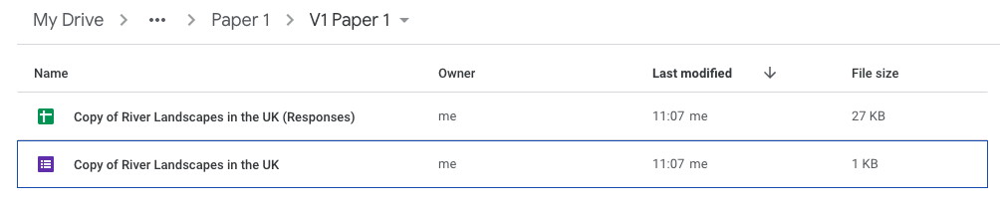 My Drive > ••• > Paper 1 > V1 Paper 1
Name Owner Last modified File size
Copy of River Landscapes in the UK (Responses) me 11:07 me 27 KB
Copy of River Landscapes in the UK me 11:07 me 1 KB